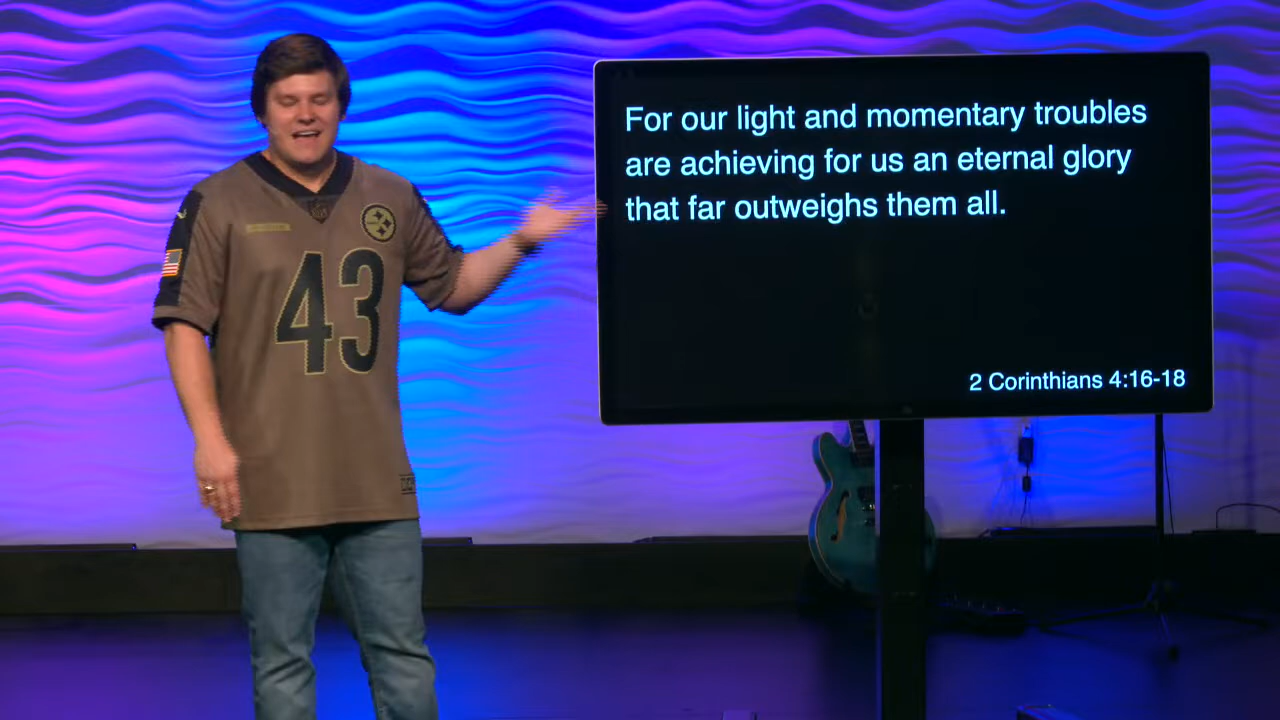 For our light and momentary troubles
are achieving for us an eternal glory
that far outweighs them all.
2 Corinthians 4:16-18
43